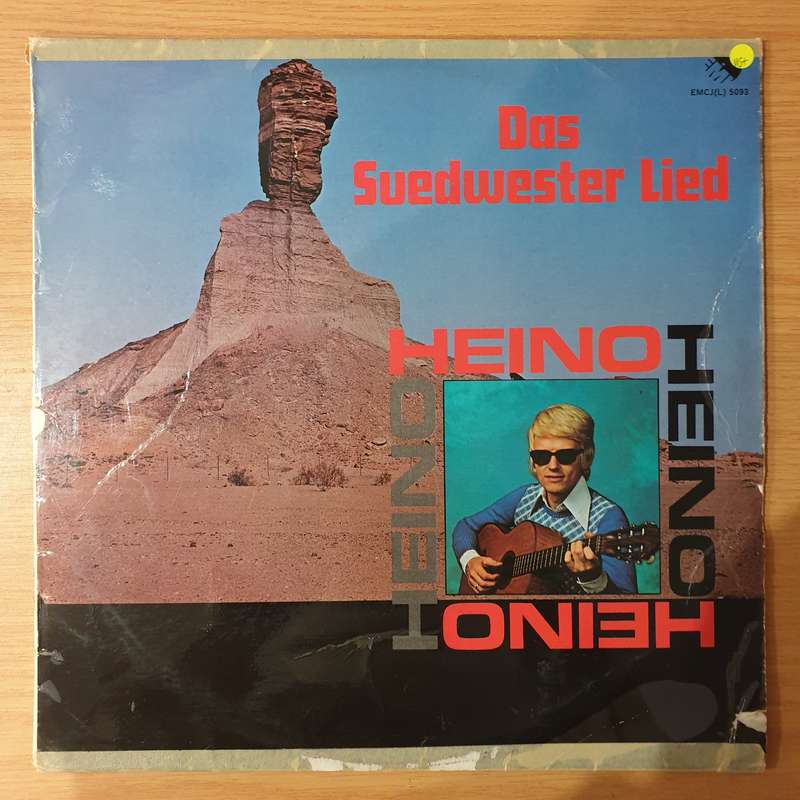 EMCJ(L) 5093
Das
Suedwester Lied
HEINO
HEINO
HEINO
HEINO